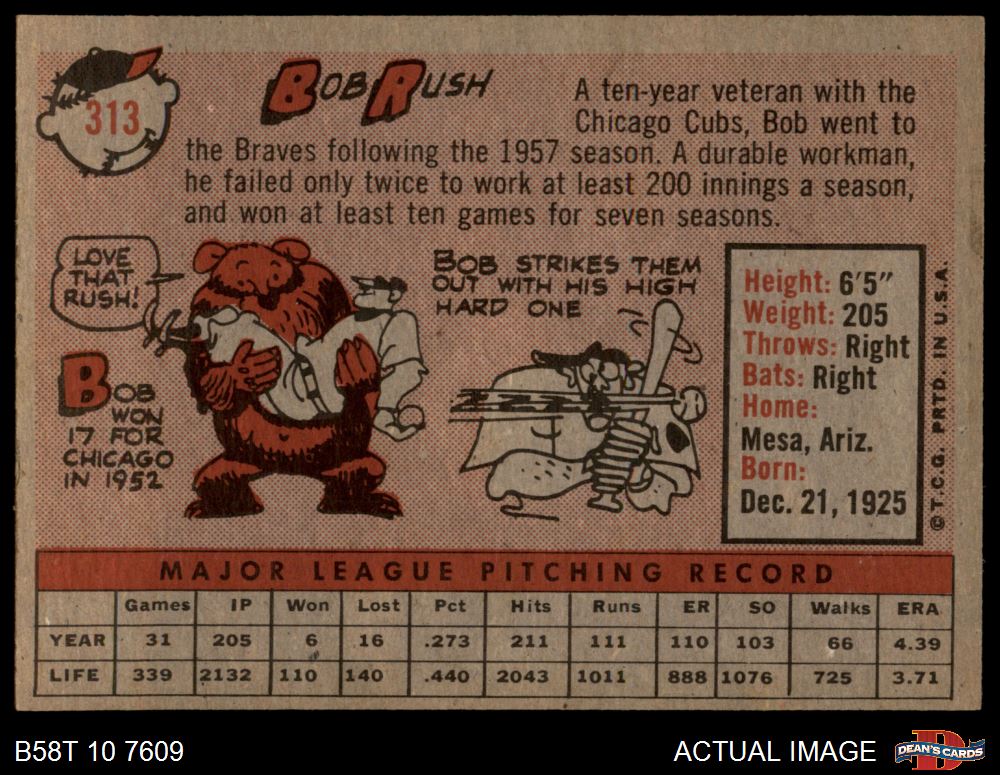 313
BOB RUSH
A ten-year veteran with the
Chicago Cubs, Bob went to
the Braves following the 1957 season. A durable workman,
he failed only twice to work at least 200 innings a season,
and won at least ten games for seven seasons.
LOVE
THAT
RUSH!
BOB
WON
17 FOR
CHICAGO
IN 1952
BOB STRIKES THEM
OUT WITH HIS HIGH
HARD ONE
Height: 6'5"
Weight: 205
Throws: Right
Bats: Right
Home:
Mesa, Ariz.
Born:
Dec. 21, 1925
©T.C.G. PRTD. IN U.S.A.
MAJOR LEAGUE PITCHING RECORD
Games IP Won Lost Pct Hits Runs ER SO Walks ERA
YEAR 31 205 6 16 .273 211 111 110 103 66 4.39
LIFE 339 2132 110 140 .440 2043 1011 888 1076 725 3.71
B58T 10 7609
ACTUAL IMAGE
DEAN'S CARDS